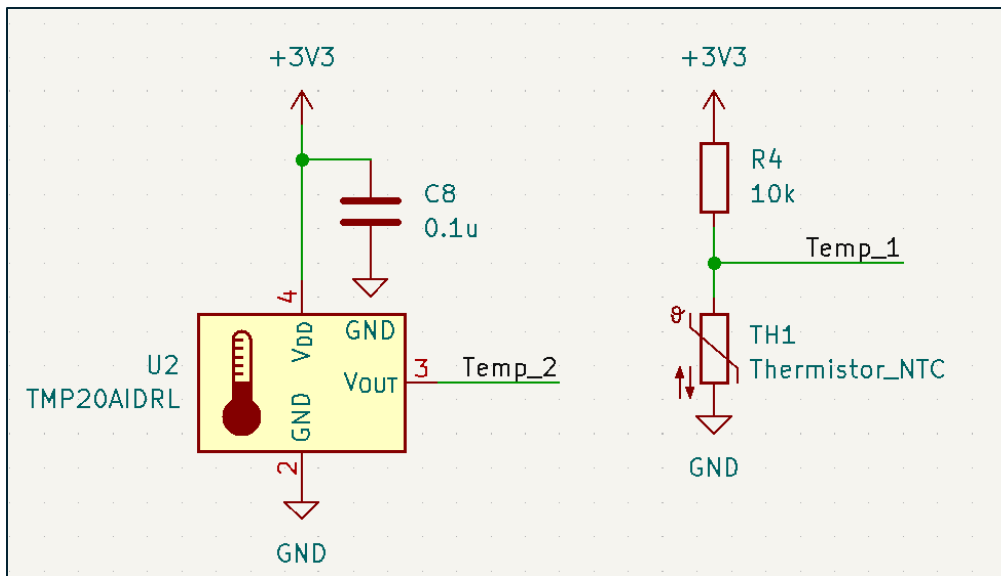 +3V3
C8
0.1u
GND
4
VDD
GND
U2
TMP20AIDRL
GND
VOUT
3
Temp_2
2
GND
+3V3
R4
10k
Temp_1
ϑ
TH1
Thermistor_NTC
GND